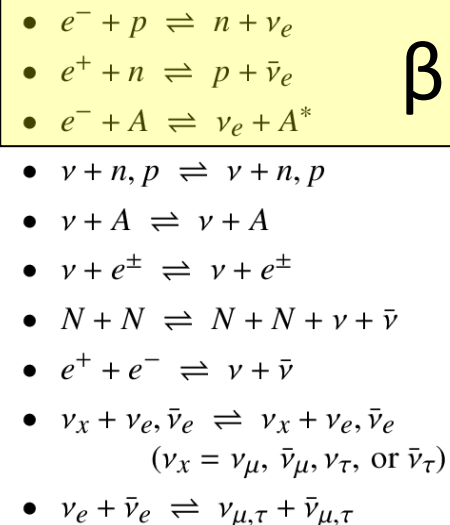 • e⁻ + p ⇌ n + νₑ
β
• e⁺ + n ⇌ p + ν̄ₑ
• e⁻ + A ⇌ νₑ + A*
• ν + n, p ⇌ ν + n, p
• ν + A ⇌ ν + A
• ν + e± ⇌ ν + e±
• N + N ⇌ N + N + ν + ν̄
• e⁺ + e⁻ ⇌ ν + ν̄
• νₓ + νₑ, ν̄ₑ ⇌ νₓ + νₑ, ν̄ₑ
(νₓ = ν_μ, ν̄_μ, ν_τ, or ν̄_τ)
• νₑ + ν̄ₑ ⇌ ν_μ,τ + ν̄_μ,τ